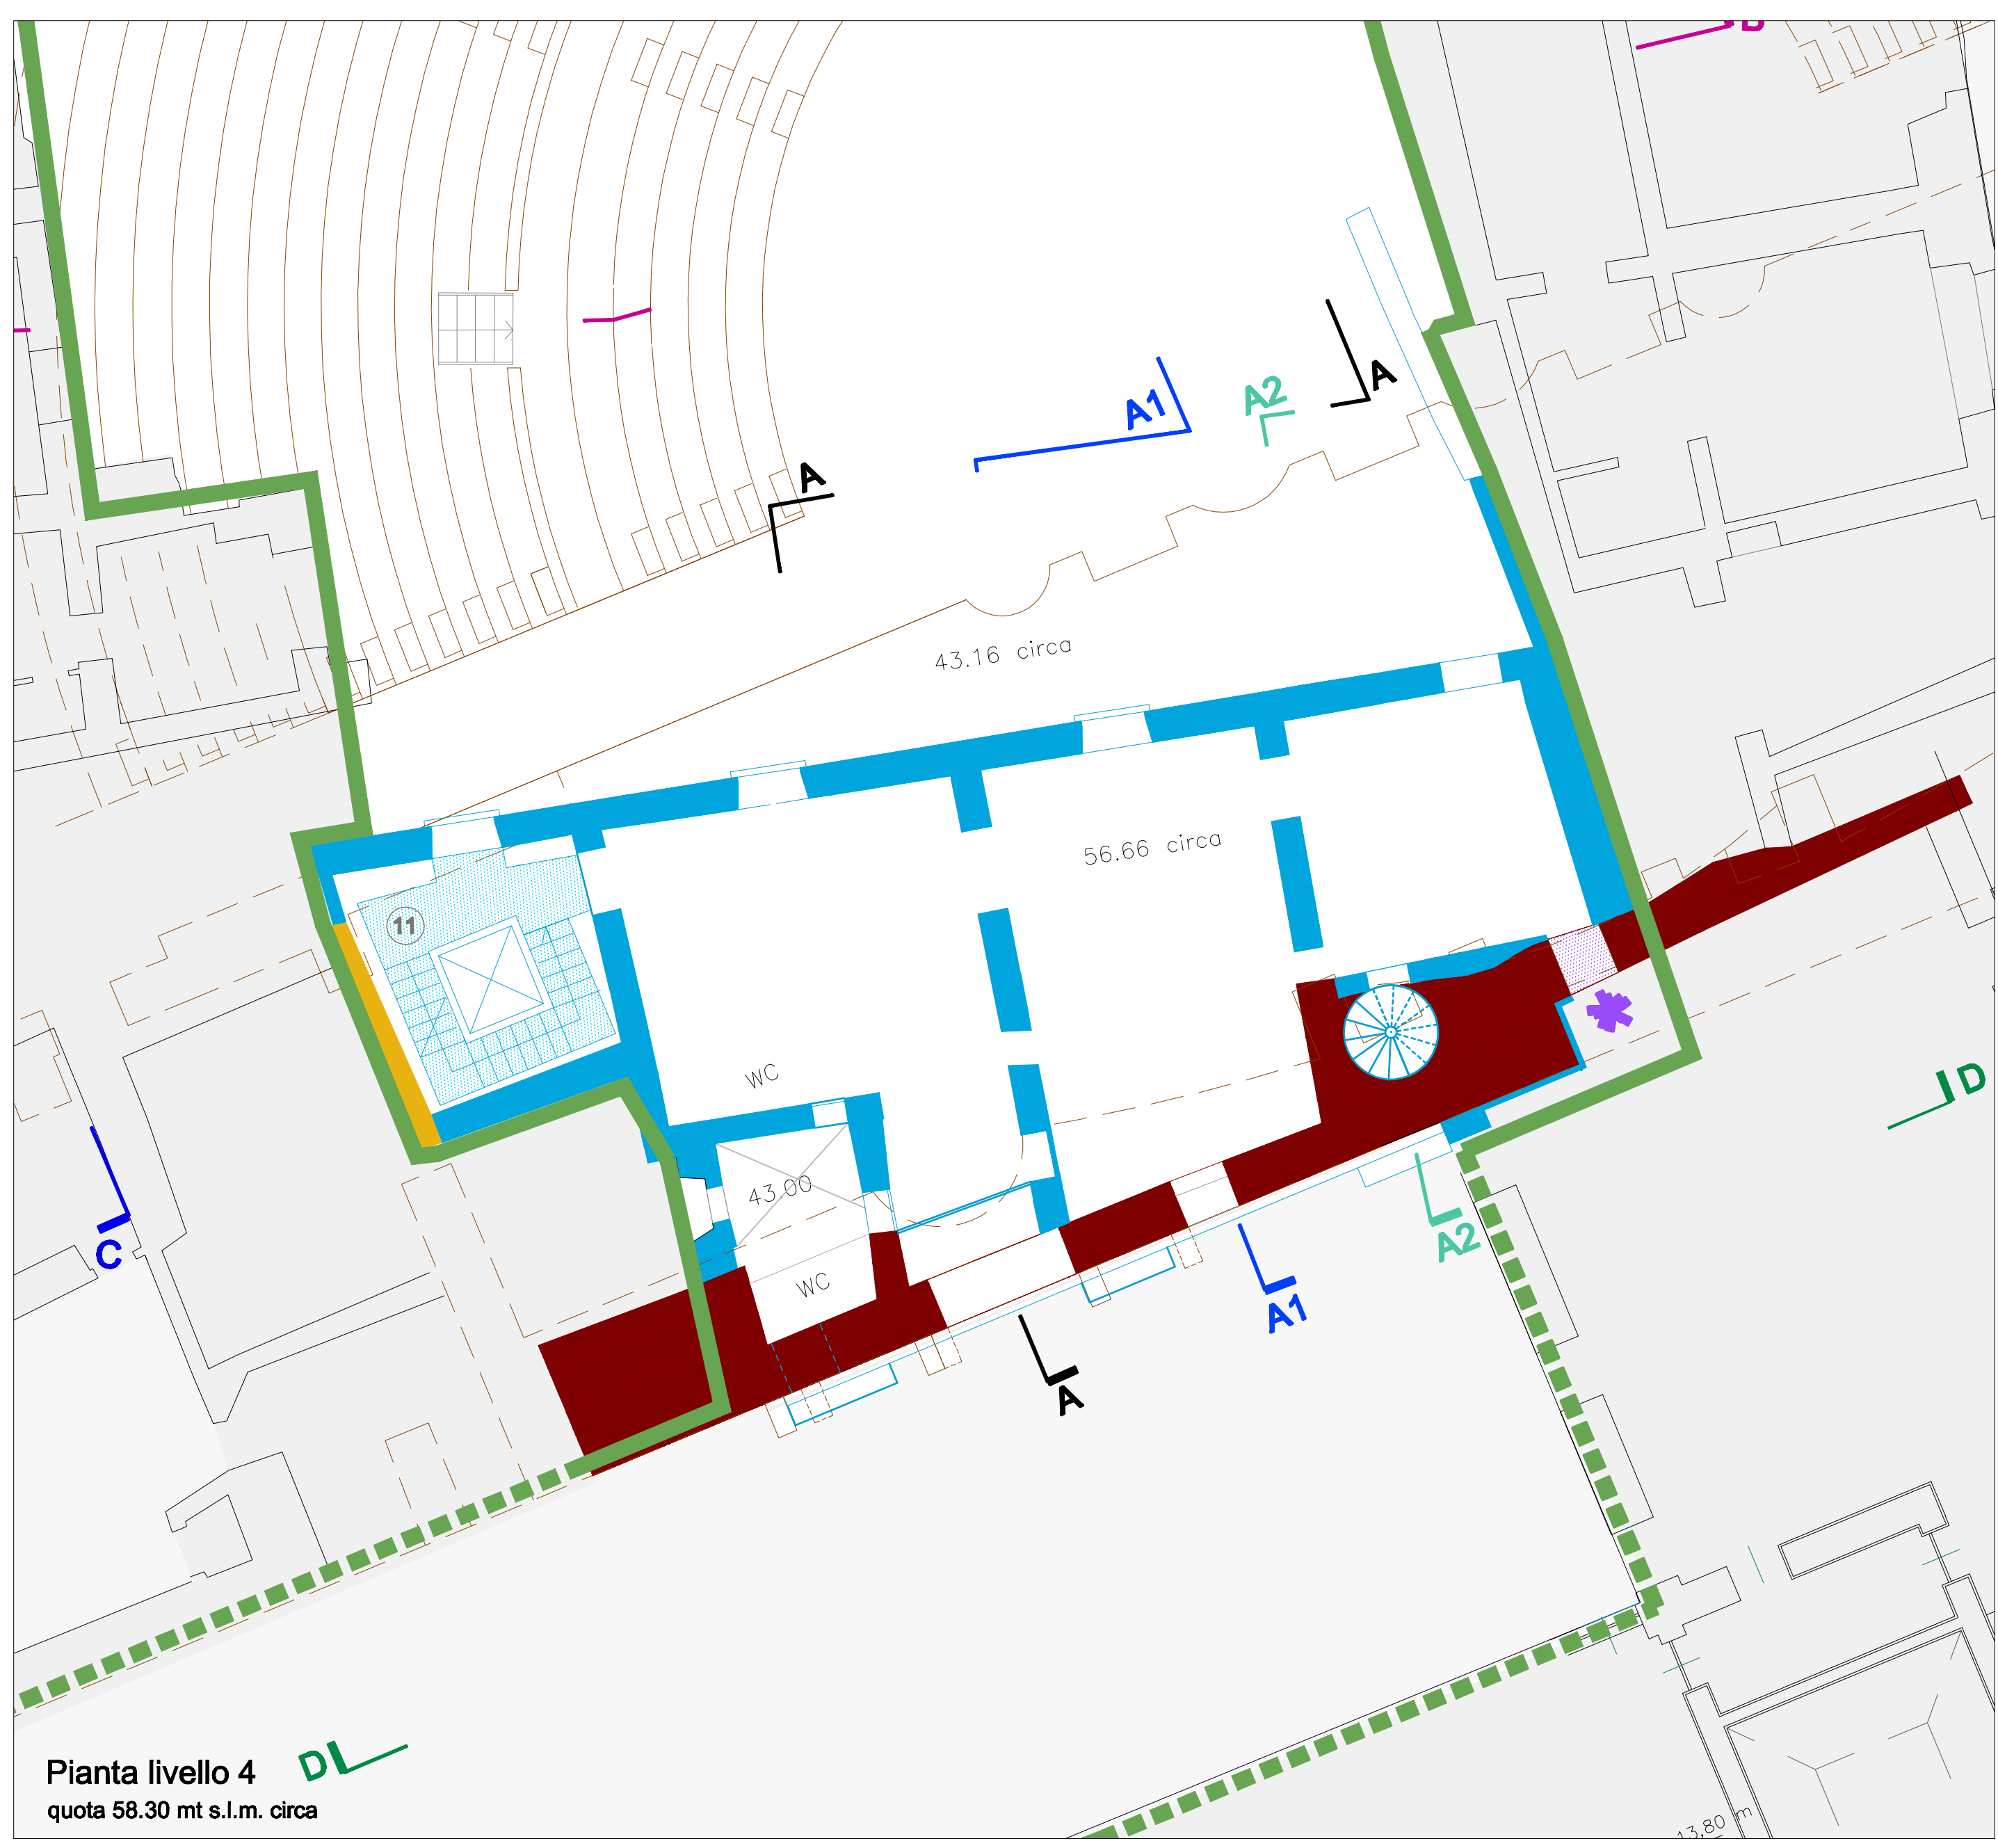 B
A1
A2
A
A
43.16 circa
56.66 circa
11
WC
43.00
WC
D
C
A2
A1
A
D
Pianta livello 4
quota 58.30 mt s.l.m. circa
13,80 m